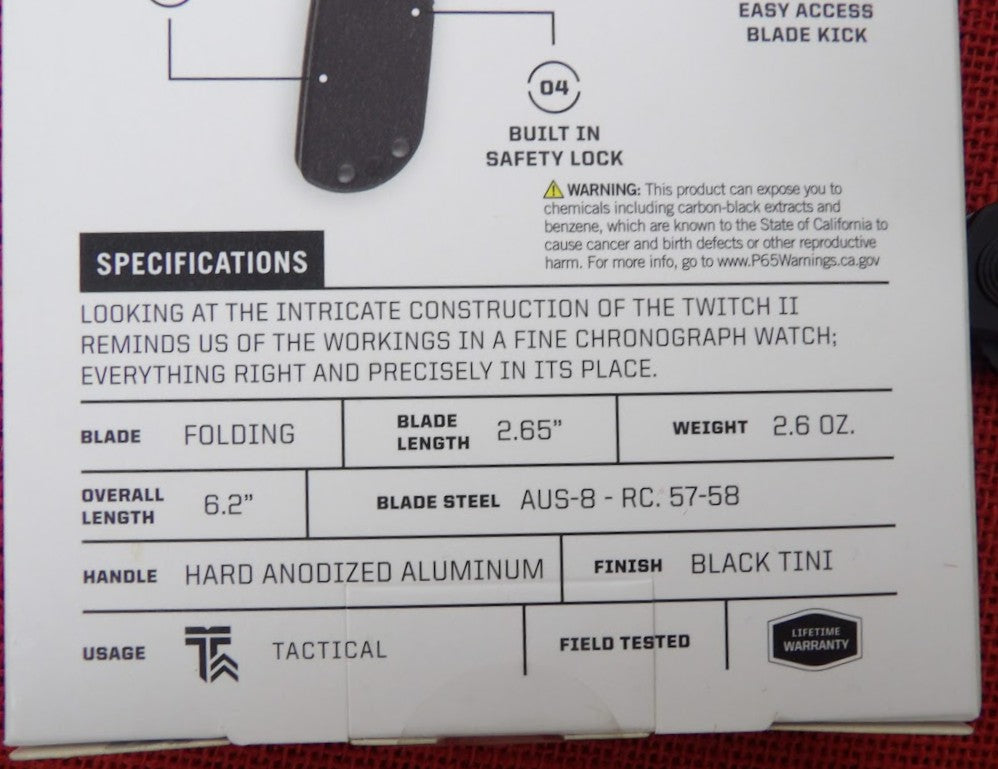 EASY ACCESS
BLADE KICK
04
BUILT IN
SAFETY LOCK
WARNING: This product can expose you to
chemicals including carbon-black extracts and
benzene, which are known to the State of California to
cause cancer and birth defects or other reproductive
harm. For more info, go to www.P65Warnings.ca.gov
SPECIFICATIONS
LOOKING AT THE INTRICATE CONSTRUCTION OF THE TWITCH II
REMINDS US OF THE WORKINGS IN A FINE CHRONOGRAPH WATCH;
EVERYTHING RIGHT AND PRECISELY IN ITS PLACE.
BLADE FOLDING
BLADE LENGTH 2.65"
WEIGHT 2.6 OZ.
OVERALL LENGTH 6.2"
BLADE STEEL AUS-8 - RC. 57-58
HANDLE HARD ANODIZED ALUMINUM
FINISH BLACK TINI
USAGE TACTICAL
FIELD TESTED
LIFETIME
WARRANTY